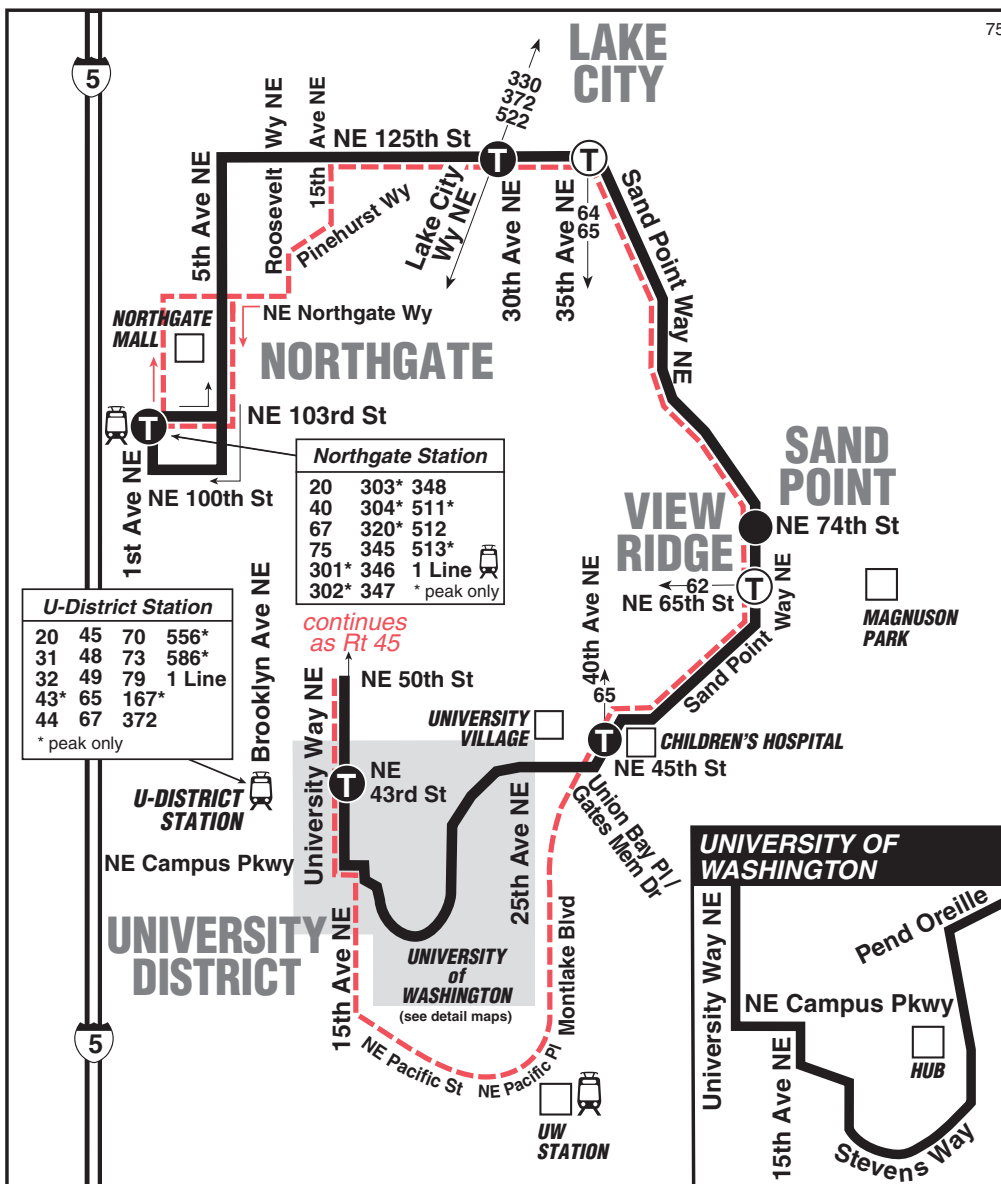 75
5
LAKE
CITY
330
372
522
Roosevelt Wy NE
15th Ave NE
NE 125th St
5th Ave NE
Pinehurst Wy
Lake City
Wy NE
30th Ave NE
35th Ave NE
64
65
Sand Point Way NE
NORTHGATE
MALL
NE Northgate Wy
NORTHGATE
NE 103rd St
NE 100th St
1st Ave NE
Northgate Station
20 303* 348
40 304* 511*
67 320* 512
75 345 513*
301* 346 1 Line
302* 347 * peak only
SAND
POINT
VIEW
RIDGE
NE 74th St
62
NE 65th St
Sand Point Way NE
MAGNUSON
PARK
U-District Station
20 45 70 556*
31 48 73 586*
32 49 79 1 Line
43* 65 167*
44 67 372
* peak only
Brooklyn Ave NE
U-DISTRICT
STATION
continues
as Rt 45
NE 50th St
University Way NE
NE
43rd St
40th Ave NE
65
UNIVERSITY
VILLAGE
CHILDREN'S HOSPITAL
NE 45th St
Union Bay Pl /
Gates Mem Dr
25th Ave NE
NE Campus Pkwy
UNIVERSITY
DISTRICT
15th Ave NE
UNIVERSITY
of
WASHINGTON
(see detail maps)
Montlake Blvd
NE Pacific St
NE Pacific Pl
UW
STATION
5
UNIVERSITY OF
WASHINGTON
University Way NE
Pend Oreille
NE Campus Pkwy
15th Ave NE
HUB
Stevens Way
T
T
T
T
T
T